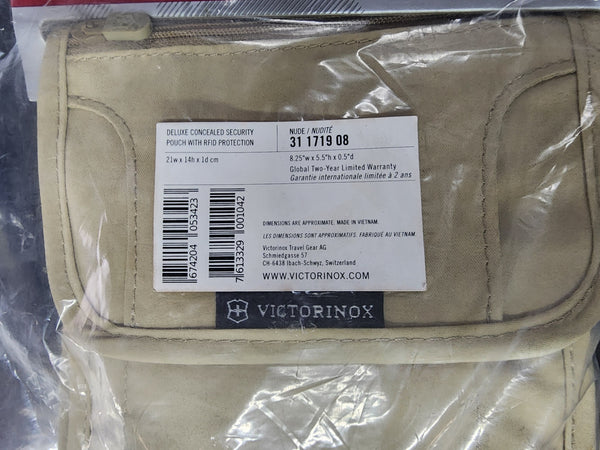 DELUXE CONCEALED SECURITY
POUCH WITH RFID PROTECTION
21w x 14h x 1d cm
NUDE / NUDITÉ
31 1719 08
8.25"w x 5.5"h x 0.5"d
Global Two-Year Limited Warranty
Garantie internationale limitée à 2 ans
674204 053423
7 613329 001042
DIMENSIONS ARE APPROXIMATE. MADE IN VIETNAM.
LES DIMENSIONS SONT APPROXIMATIFS. FABRIQUÉ AU VIETNAM.
Victorinox Travel Gear AG
Schmiedgasse 57
CH-6438 Ibach-Schwyz, Switzerland
WWW.VICTORINOX.COM
VICTORINOX